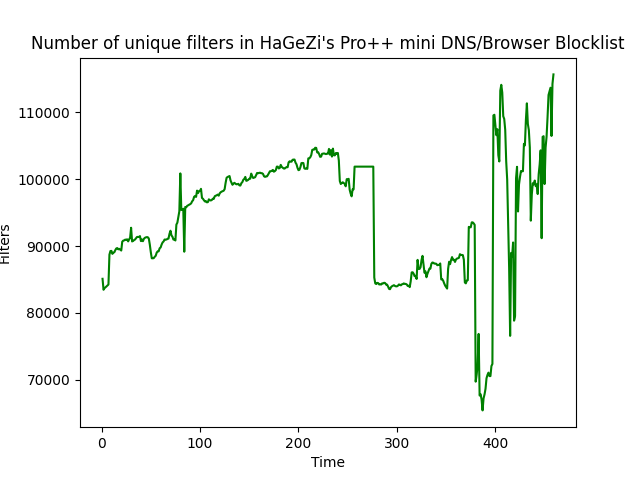 Number of unique filters in HaGeZi's Pro++ mini DNS/Browser Blocklist
110000
100000
90000
80000
70000
Filters
0 100 200 300 400
Time